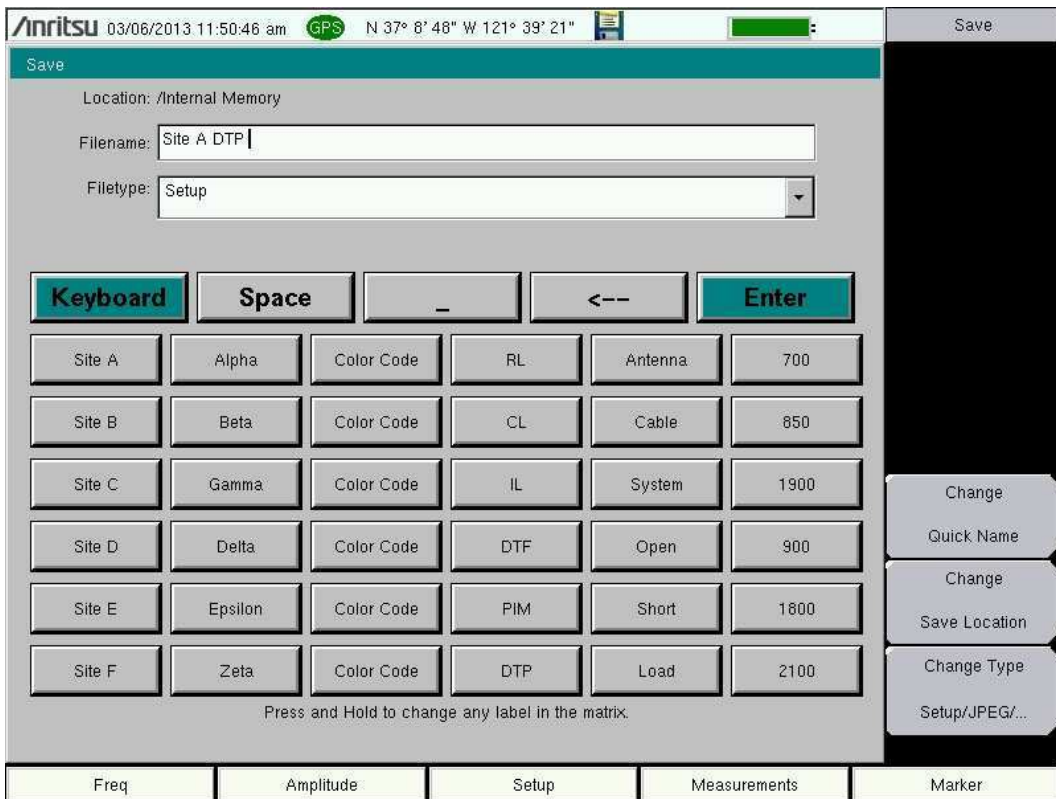 /Inritsu 03/06/2013 11:50:46 am GPS N 37° 8' 48" W 121° 39' 21"
Save
Save
Location: /Internal Memory
Filename: Site A DTP
Filetype: Setup
Keyboard Space _ <-- Enter
Site A Alpha Color Code RL Antenna 700
Site B Beta Color Code CL Cable 850
Site C Gamma Color Code IL System 1900
Site D Delta Color Code DTF Open 900
Site E Epsilon Color Code PIM Short 1800
Site F Zeta Color Code DTP Load 2100
Press and Hold to change any label in the matrix.
Change
Quick Name
Change
Save Location
Change Type
Setup/JPEG/...
Freq Amplitude Setup Measurements Marker